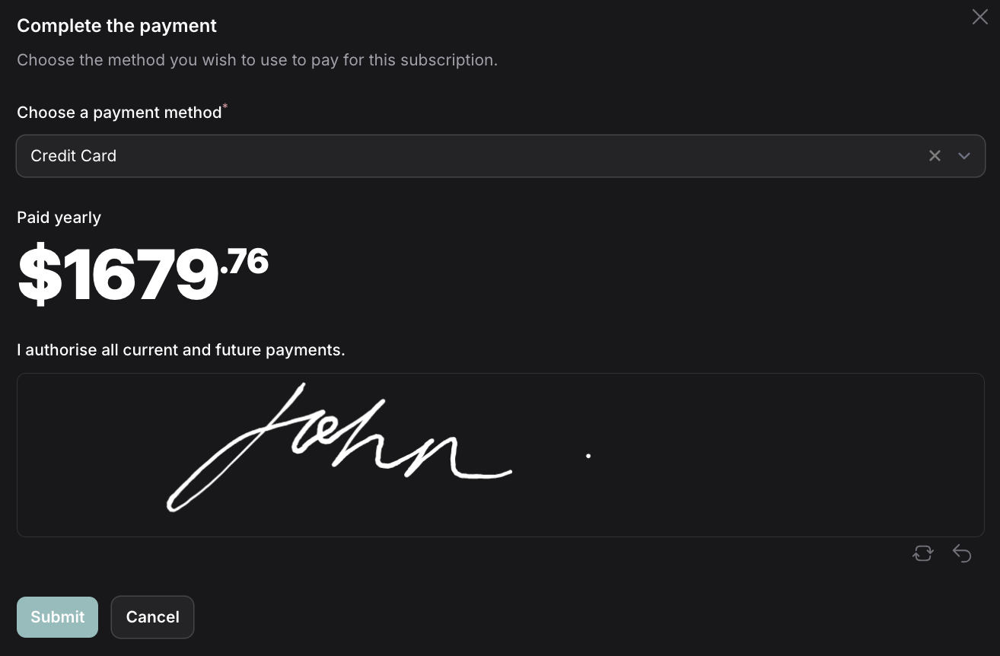 Complete the payment
Choose the method you wish to use to pay for this subscription.
Choose a payment method*
Credit Card
Paid yearly
$1679.76
I authorise all current and future payments.
John
Submit Cancel